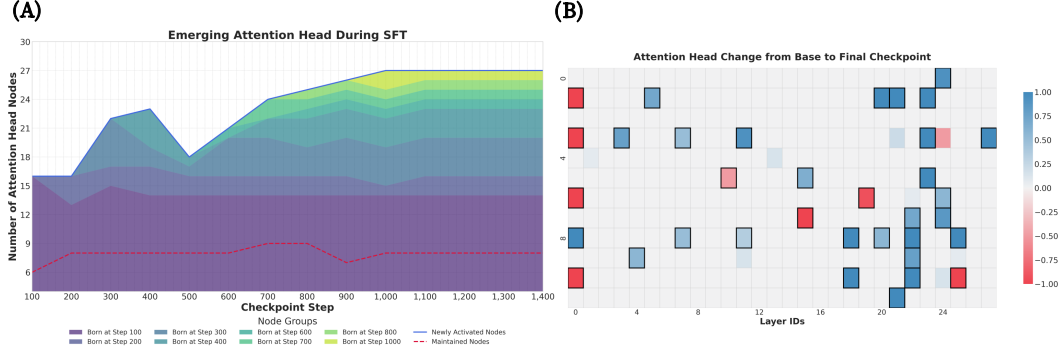 (A)
Emerging Attention Head During SFT
Number of Attention Head Nodes
30
27
24
21
18
15
12
9
6
100 200 300 400 500 600 700 800 900 1,000 1,100 1,200 1,300 1,400
Checkpoint Step
Node Groups
Born at Step 100 Born at Step 300 Born at Step 600 Born at Step 800 Newly Activated Nodes
Born at Step 200 Born at Step 400 Born at Step 700 Born at Step 1000 Maintained Nodes
(B)
Attention Head Change from Base to Final Checkpoint
0
4
8
0 4 8 12 16 20 24
Layer IDs
1.00
0.75
0.50
0.25
0.00
−0.25
−0.50
−0.75
−1.00